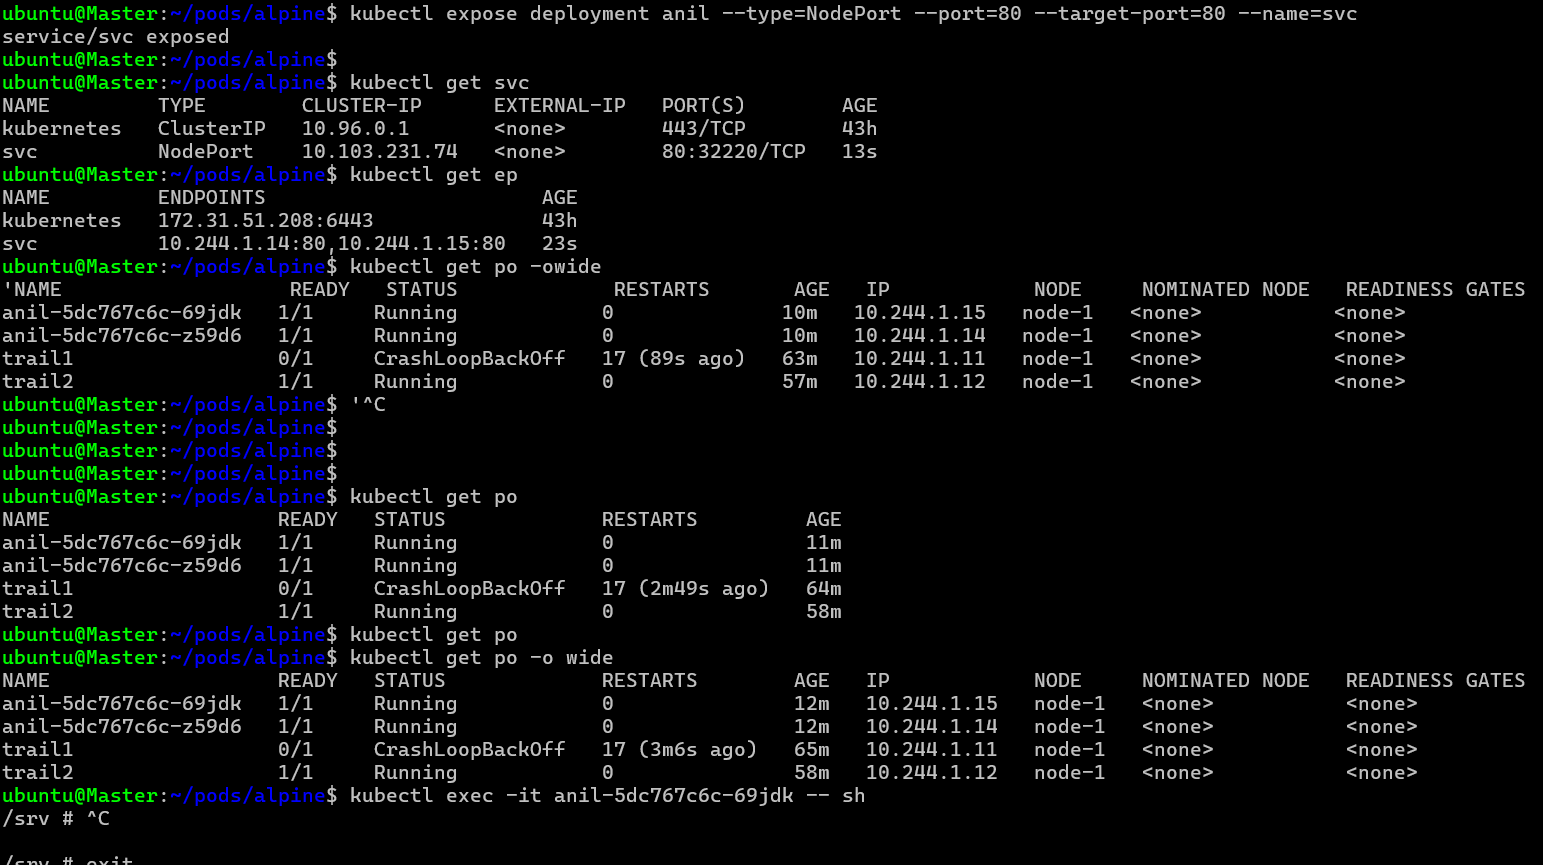 ubuntu@Master:~/pods/alpine$ kubectl expose deployment anil --type=NodePort --port=80 --target-port=80 --name=svc
service/svc exposed
ubuntu@Master:~/pods/alpine$
ubuntu@Master:~/pods/alpine$ kubectl get svc
NAME         TYPE        CLUSTER-IP      EXTERNAL-IP   PORT(S)        AGE
kubernetes   ClusterIP   10.96.0.1       <none>        443/TCP        43h
svc          NodePort    10.103.231.74   <none>        80:32220/TCP   13s
ubuntu@Master:~/pods/alpine$ kubectl get ep
NAME         ENDPOINTS                       AGE
kubernetes   172.31.51.208:6443              43h
svc          10.244.1.14:80,10.244.1.15:80   23s
ubuntu@Master:~/pods/alpine$ kubectl get po -owide
'NAME                   READY   STATUS             RESTARTS       AGE   IP            NODE     NOMINATED NODE   READINESS GATES
anil-5dc767c6c-69jdk   1/1     Running            0              10m   10.244.1.15   node-1   <none>           <none>
anil-5dc767c6c-z59d6   1/1     Running            0              10m   10.244.1.14   node-1   <none>           <none>
trail1                 0/1     CrashLoopBackOff   17 (89s ago)   63m   10.244.1.11   node-1   <none>           <none>
trail2                 1/1     Running            0              57m   10.244.1.12   node-1   <none>           <none>
ubuntu@Master:~/pods/alpine$ '^C
ubuntu@Master:~/pods/alpine$
ubuntu@Master:~/pods/alpine$
ubuntu@Master:~/pods/alpine$
ubuntu@Master:~/pods/alpine$ kubectl get po
NAME                   READY   STATUS             RESTARTS         AGE
anil-5dc767c6c-69jdk   1/1     Running            0                11m
anil-5dc767c6c-z59d6   1/1     Running            0                11m
trail1                 0/1     CrashLoopBackOff   17 (2m49s ago)   64m
trail2                 1/1     Running            0                58m
ubuntu@Master:~/pods/alpine$ kubectl get po
ubuntu@Master:~/pods/alpine$ kubectl get po -o wide
NAME                   READY   STATUS             RESTARTS        AGE   IP            NODE     NOMINATED NODE   READINESS GATES
anil-5dc767c6c-69jdk   1/1     Running            0               12m   10.244.1.15   node-1   <none>           <none>
anil-5dc767c6c-z59d6   1/1     Running            0               12m   10.244.1.14   node-1   <none>           <none>
trail1                 0/1     CrashLoopBackOff   17 (3m6s ago)   65m   10.244.1.11   node-1   <none>           <none>
trail2                 1/1     Running            0               58m   10.244.1.12   node-1   <none>           <none>
ubuntu@Master:~/pods/alpine$ kubectl exec -it anil-5dc767c6c-69jdk -- sh
/srv # ^C
/srv # exit